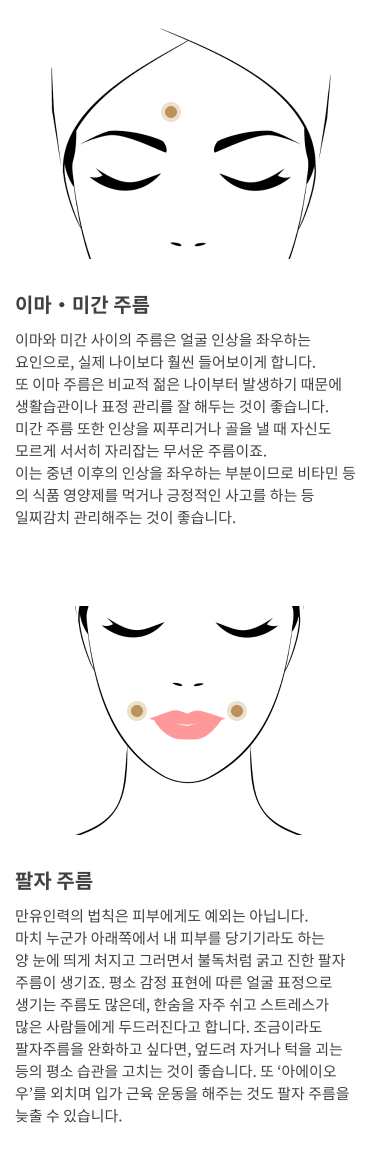 이마 • 미간 주름
이마와 미간 사이의 주름은 얼굴 인상을 좌우하는
요인으로, 실제 나이보다 훨씬 들어보이게 합니다.
또 이마 주름은 비교적 젊은 나이부터 발생하기 때문에
생활습관이나 표정 관리를 잘 해두는 것이 좋습니다.
미간 주름 또한 인상을 찌푸리거나 골을 낼 때 자신도
모르게 서서히 자리잡는 무서운 주름이죠.
이는 중년 이후의 인상을 좌우하는 부분이므로 비타민 등
의 식품 영양제를 먹거나 긍정적인 사고를 하는 등
일찌감치 관리해주는 것이 좋습니다.
팔자 주름
만유인력의 법칙은 피부에게도 예외는 아닙니다.
마치 누군가 아래쪽에서 내 피부를 당기기라도 하는
양 눈에 띄게 처지고 그러면서 불독처럼 굵고 진한 팔자
주름이 생기죠. 평소 감정 표현에 따른 얼굴 표정으로
생기는 주름도 많은데, 한숨을 자주 쉬고 스트레스가
많은 사람들에게 두드러진다고 합니다. 조금이라도
팔자주름을 완화하고 싶다면, 엎드려 자거나 턱을 괴는
등의 평소 습관을 고치는 것이 좋습니다. 또 ‘아에이오
우’를 외치며 입가 근육 운동을 해주는 것도 팔자 주름을
늦출 수 있습니다.